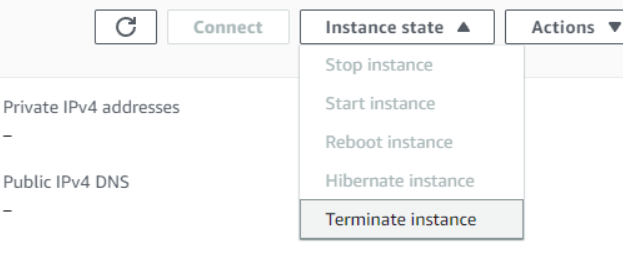 Connect
Instance state ▲
Actions ▼
Stop instance
Start instance
Private IPv4 addresses
–
Reboot instance
Public IPv4 DNS
–
Hibernate instance
Terminate instance